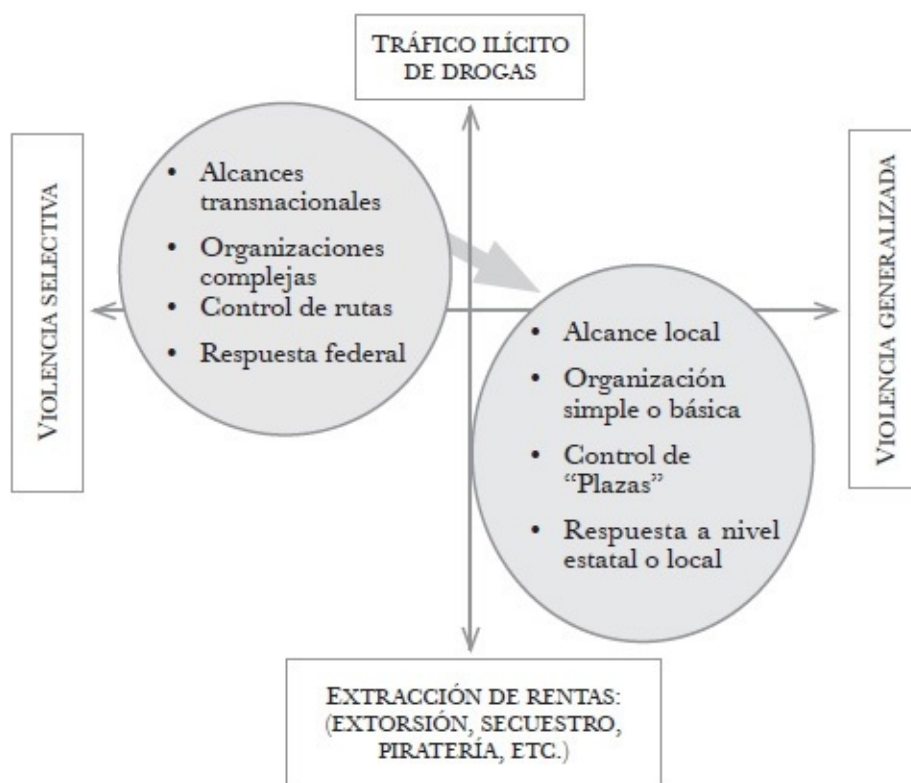 TRÁFICO ILÍCITO
DE DROGAS
VIOLENCIA SELECTIVA
• Alcances
transnacionales
• Organizaciones
complejas
• Control de rutas
• Respuesta federal
VIOLENCIA GENERALIZADA
• Alcance local
• Organización
simple o básica
• Control de
“Plazas”
• Respuesta a nivel
estatal o local
EXTRACCIÓN DE RENTAS:
(EXTORSIÓN, SECUESTRO,
PIRATERÍA, ETC.)